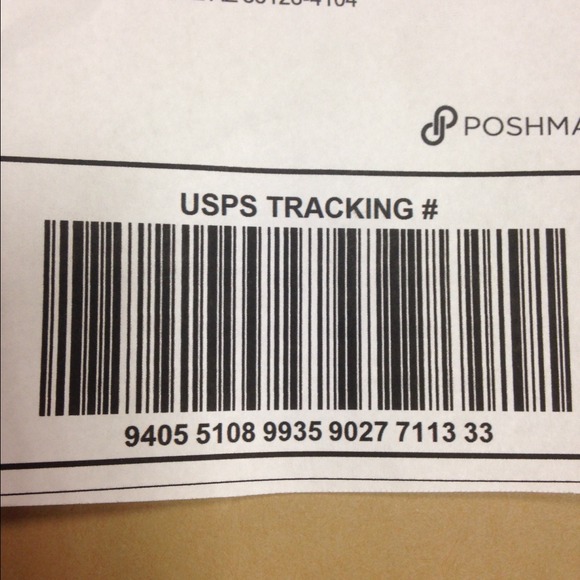 POSHMA
USPS TRACKING #
9405 5108 9935 9027 7113 33